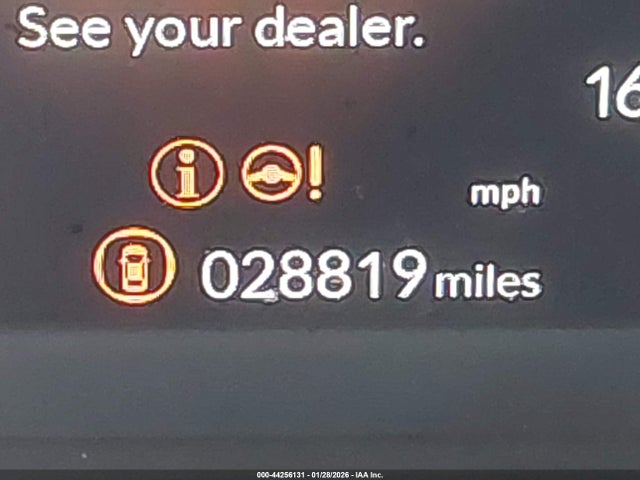 See your dealer.
16
mph
028819 miles
000-44256131 - 01/28/2026 - IAA Inc.